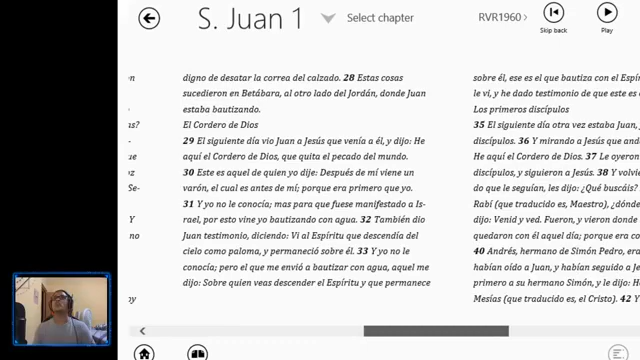 S. Juan 1
Select chapter
RVR1960
Skip back
Play
on
as?
ue
oz
Se-
Y
no
ny
digno de desatar la correa del calzado. 28 Estas cosas
sucedieron en Betábara, al otro lado del Jordán, donde Juan
estaba bautizando.
El Cordero de Dios
29 El siguiente día vio Juan a Jesús que venía a él, y dijo: He
aquí el Cordero de Dios, que quita el pecado del mundo.
30 Este es aquel de quien yo dije: Después de mí viene un
varón, el cual es antes de mí; porque era primero que yo.
31 Y yo no le conocía; mas para que fuese manifestado a Is-
rael, por esto vine yo bautizando con agua. 32 También dio
Juan testimonio, diciendo: Vi al Espíritu que descendía del
cielo como paloma, y permaneció sobre él. 33 Y yo no le
conocía; pero el que me envió a bautizar con agua, aquel me
dijo: Sobre quien veas descender el Espíritu y que permanece
sobre él, ese es el que bautiza con el Espír
le vi, y he dado testimonio de que este es
Los primeros discípulos
35 El siguiente día otra vez estaba Juan, y
discípulos. 36 Y mirando a Jesús que and
He aquí el Cordero de Dios. 37 Le oyeron
discípulos, y siguieron a Jesús. 38 Y volvié
do que le seguían, les dijo: ¿Qué buscáis?
Rabí (que traducido es, Maestro), ¿dónde
dijo: Venid y ved. Fueron, y vieron donde
quedaron con él aquel día; porque era co
40 Andrés, hermano de Simón Pedro, era
habían oído a Juan, y habían seguido a Je
primero a su hermano Simón, y le dijo: H
Mesías (que traducido es, el Cristo). 42 Y